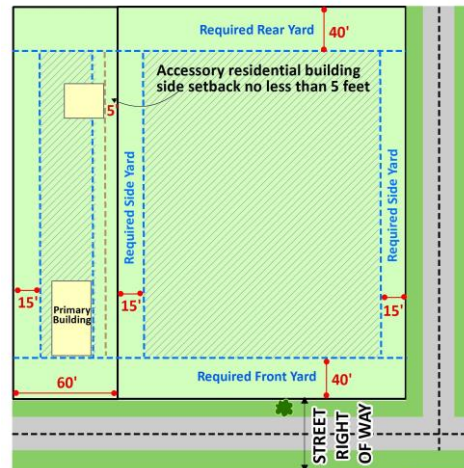 Required Rear Yard
40'
Accessory residential building
side setback no less than 5 feet
5'
Required Side Yard
Required Side Yard
15'
Primary
Building
15'
15'
60'
Required Front Yard
40'
STREET
RIGHT
OF WAY